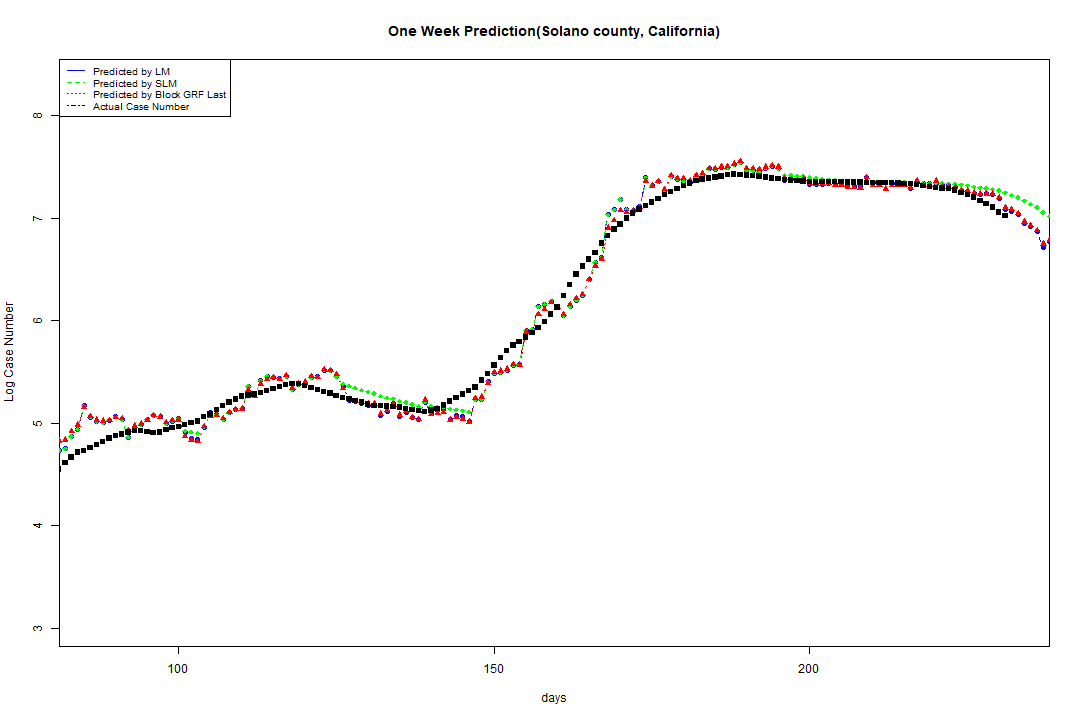 One Week Prediction(Solano county, California)
Predicted by LM
Predicted by SLM
Predicted by Block GRF Last
Actual Case Number
8
7
6
5
4
3
Log Case Number
100 150 200
days